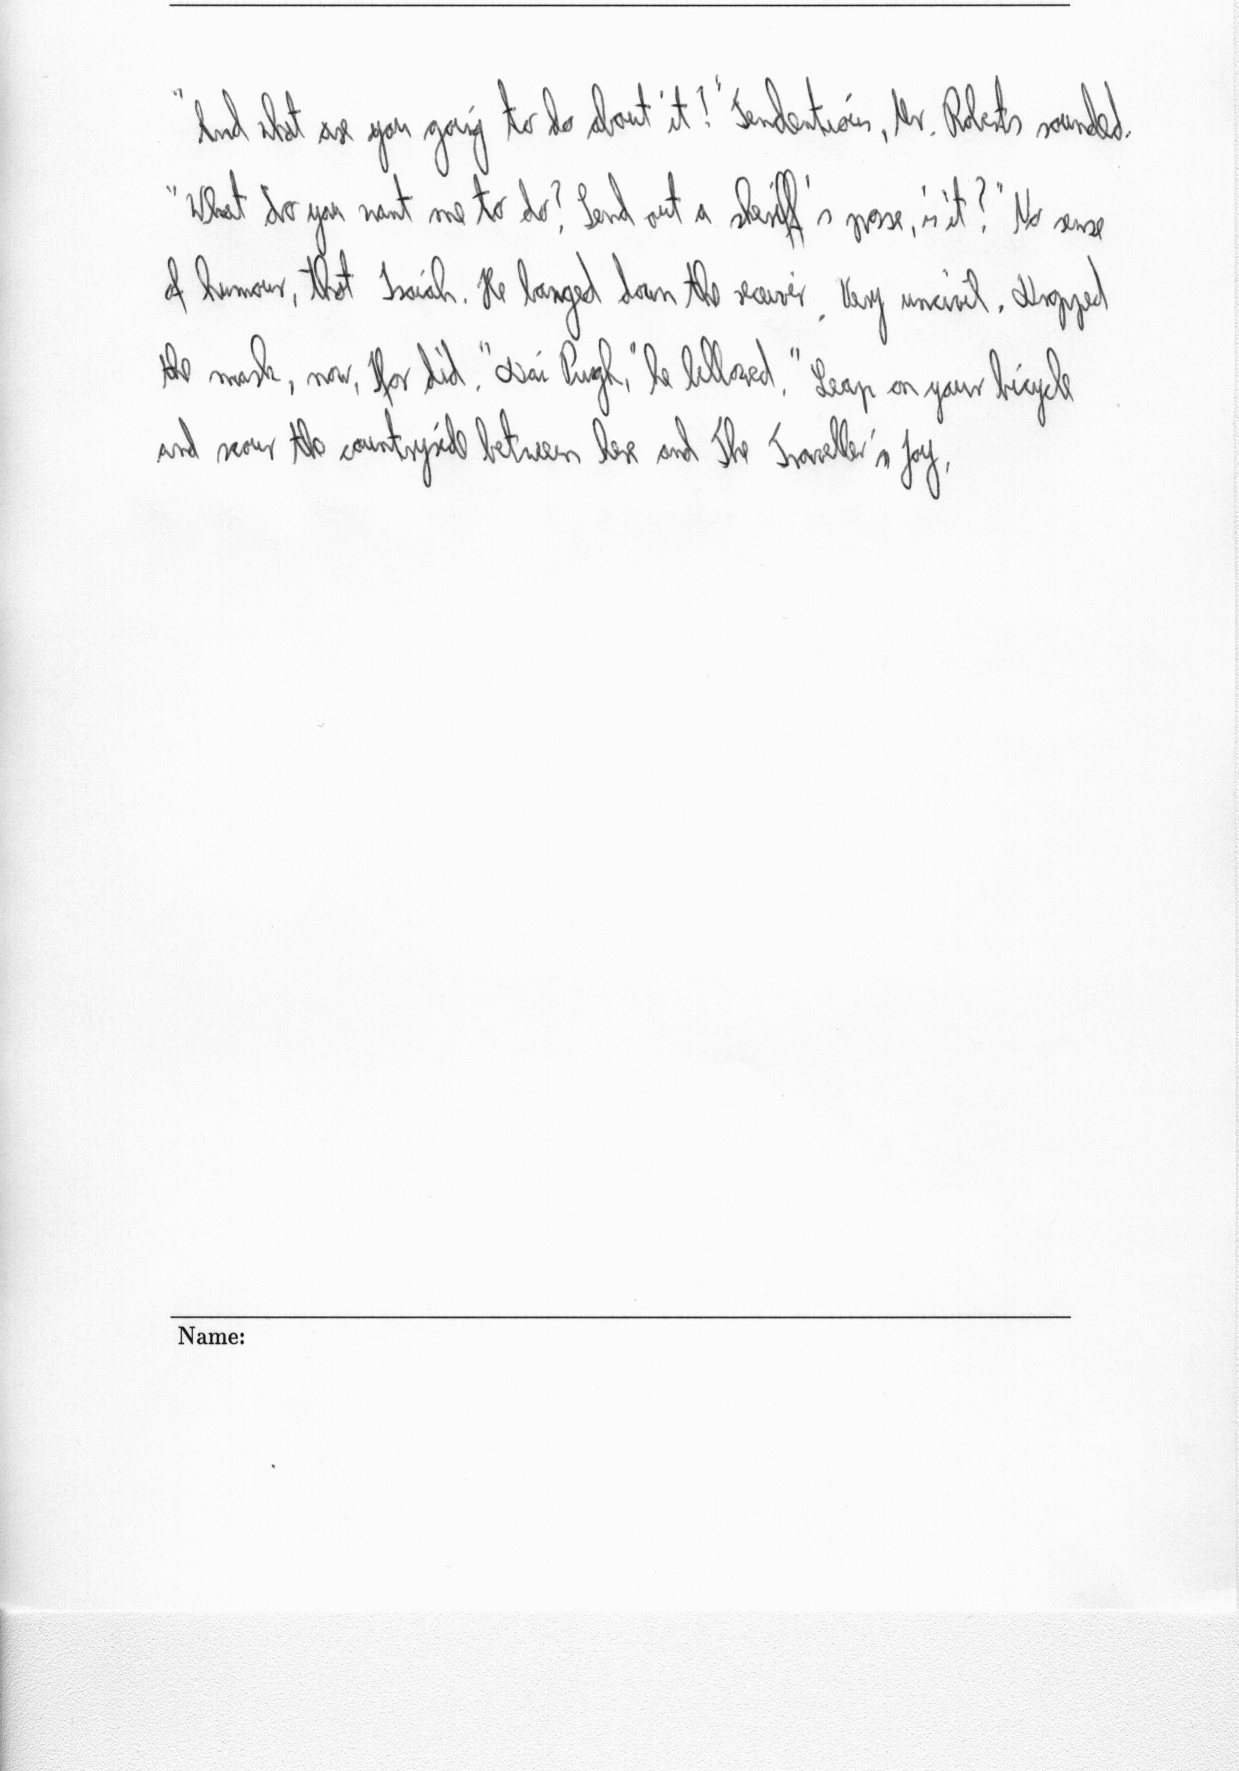 "And what are you going to do about it!" Tendentious, Mr. Roberts sounded.
"What do you want me to do? Send out a sheriff's posse, is it?" No sense
of humour, that Isaiah. He banged down the receiver. Very uncivil. Dropped
the mask, now, Ifor did. "Dai Pugh," he bellowed, "Leap on your bicycle
and scour the countryside between here and The Traveller's Joy,
Name: